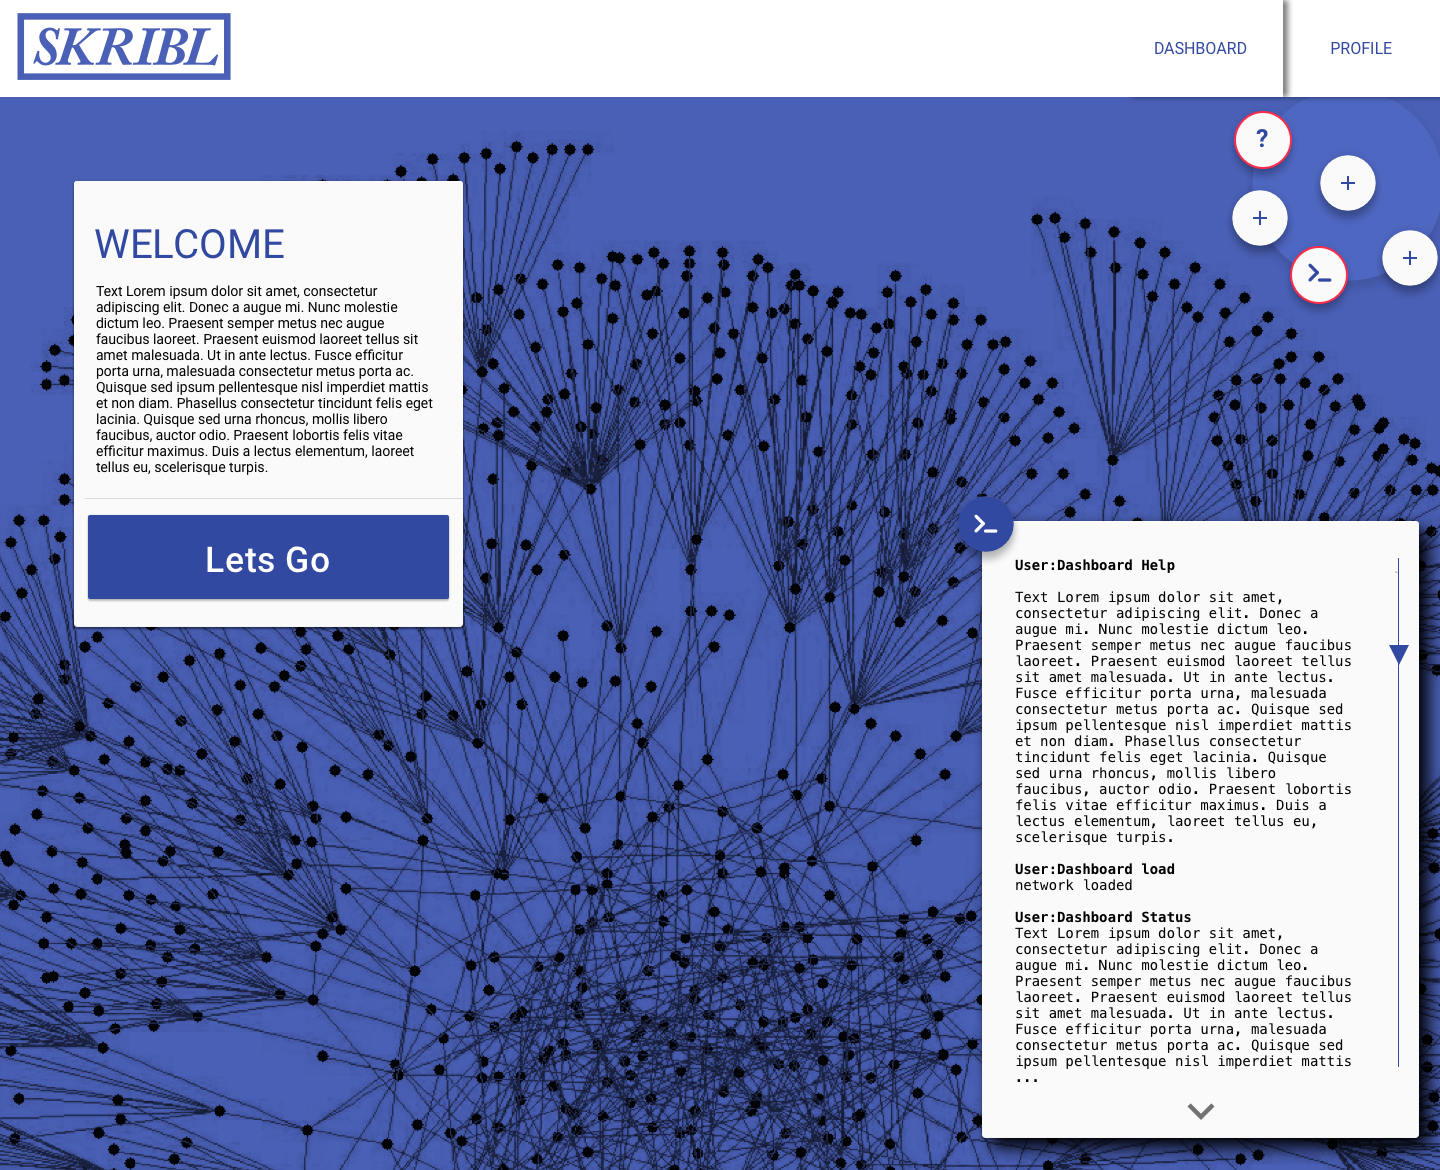 SKRIBL
DASHBOARD
PROFILE
?
+
+
+
>_
WELCOME
Text Lorem ipsum dolor sit amet, consectetur
adipiscing elit. Donec a augue mi. Nunc molestie
dictum leo. Praesent semper metus nec augue
faucibus laoreet. Praesent euismod laoreet tellus sit
amet malesuada. Ut in ante lectus. Fusce efficitur
porta urna, malesuada consectetur metus porta ac.
Quisque sed ipsum pellentesque nisl imperdiet mattis
et non diam. Phasellus consectetur tincidunt felis eget
lacinia. Quisque sed urna rhoncus, mollis libero
faucibus, auctor odio. Praesent lobortis felis vitae
efficitur maximus. Duis a lectus elementum, laoreet
tellus eu, scelerisque turpis.
Lets Go
>_
User:Dashboard Help
Text Lorem ipsum dolor sit amet,
consectetur adipiscing elit. Donec a
augue mi. Nunc molestie dictum leo.
Praesent semper metus nec augue faucibus
laoreet. Praesent euismod laoreet tellus
sit amet malesuada. Ut in ante lectus.
Fusce efficitur porta urna, malesuada
consectetur metus porta ac. Quisque sed
ipsum pellentesque nisl imperdiet mattis
et non diam. Phasellus consectetur
tincidunt felis eget lacinia. Quisque
sed urna rhoncus, mollis libero
faucibus, auctor odio. Praesent lobortis
felis vitae efficitur maximus. Duis a
lectus elementum, laoreet tellus eu,
scelerisque turpis.
User:Dashboard load
network loaded
User:Dashboard Status
Text Lorem ipsum dolor sit amet,
consectetur adipiscing elit. Donec a
augue mi. Nunc molestie dictum leo.
Praesent semper metus nec augue faucibus
laoreet. Praesent euismod laoreet tellus
sit amet malesuada. Ut in ante lectus.
Fusce efficitur porta urna, malesuada
consectetur metus porta ac. Quisque sed
ipsum pellentesque nisl imperdiet mattis
...